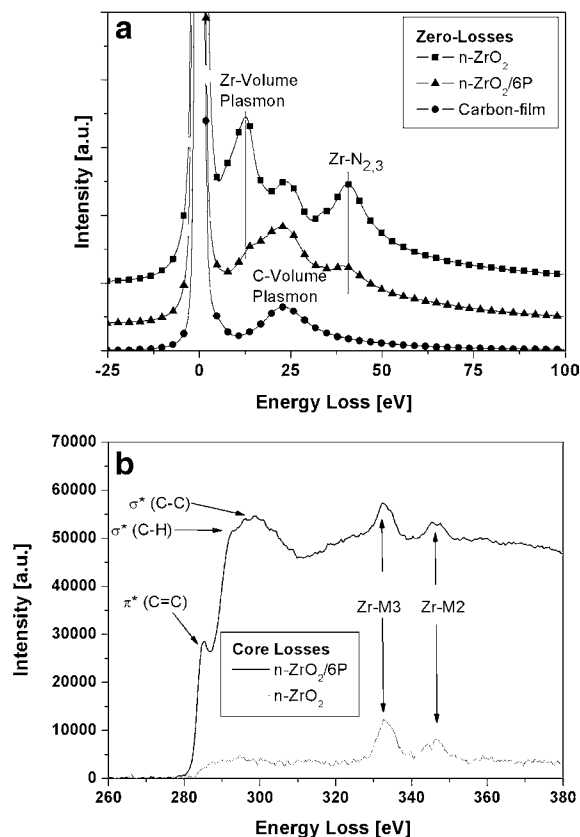 a
Zero-Losses
n-ZrO₂
n-ZrO₂/6P
Carbon-film
Zr-Volume
Plasmon
Zr-N₂,₃
C-Volume
Plasmon
Intensity [a.u.]
-25 0 25 50 75 100
Energy Loss [eV]
b
70000
60000
50000
40000
30000
20000
10000
0
Intensity [a.u.]
σ* (C-C)
σ* (C-H)
π* (C=C)
Zr-M3
Zr-M2
Core Losses
n-ZrO₂/6P
n-ZrO₂
260 280 300 320 340 360 380
Energy Loss [eV]